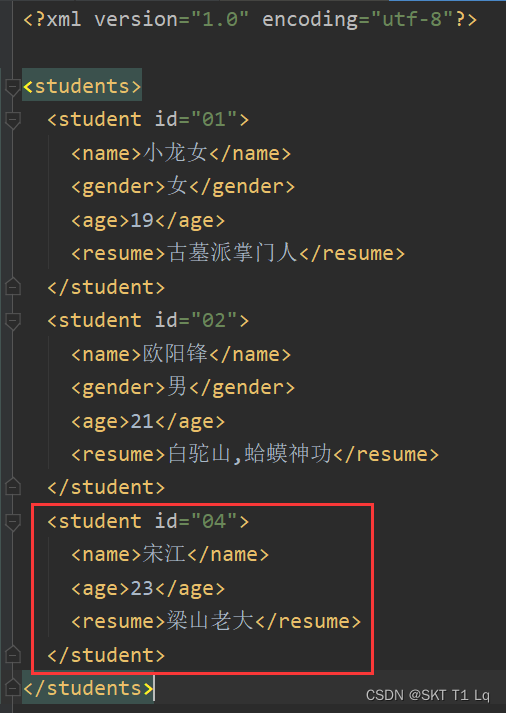 <?xml version="1.0" encoding="utf-8"?>
<students>
<student id="01">
<name>小龙女</name>
<gender>女</gender>
<age>19</age>
<resume>古墓派掌门人</resume>
</student>
<student id="02">
<name>欧阳锋</name>
<gender>男</gender>
<age>21</age>
<resume>白驼山,蛤蟆神功</resume>
</student>
<student id="04">
<name>宋江</name>
<age>23</age>
<resume>梁山老大</resume>
</student>
</students>
CSDN @SKT T1 Lq